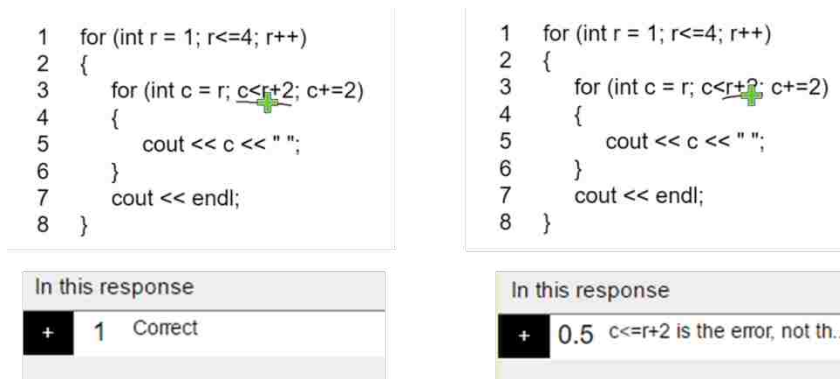 1 for (int r = 1; r<=4; r++)
2 {
3 for (int c = r; c<r+2; c+=2)
4 {
5 cout << c << " ";
6 }
7 cout << endl;
8 }
In this response
+ 1 Correct
1 for (int r = 1; r<=4; r++)
2 {
3 for (int c = r; c<r+2; c+=2)
4 {
5 cout << c << " ";
6 }
7 cout << endl;
8 }
In this response
+ 0.5 c<=r+2 is the error, not th..